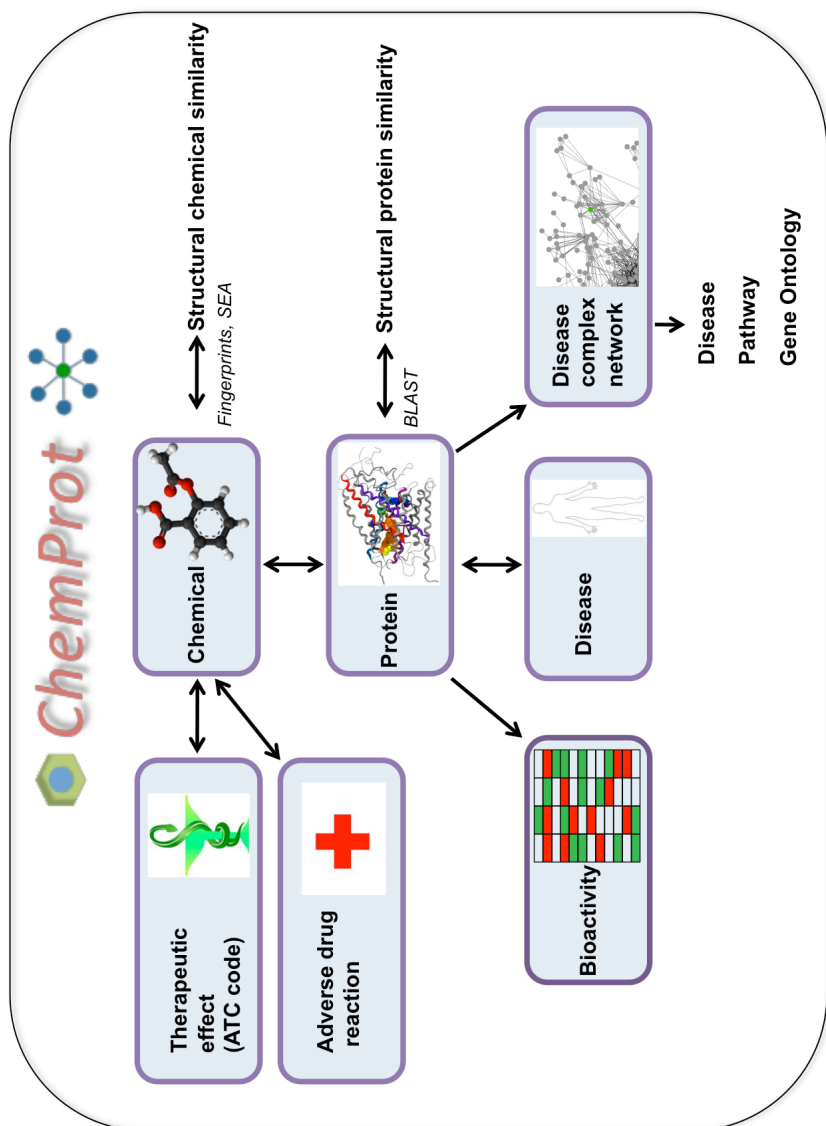 ChemProt
Therapeutic
effect
(ATC code)
Chemical
Structural chemical similarity
Fingerprints, SEA
Adverse drug
reaction
Protein
Structural protein similarity
BLAST
Bioactivity
Disease
Disease
complex
network
Disease
Pathway
Gene Ontology